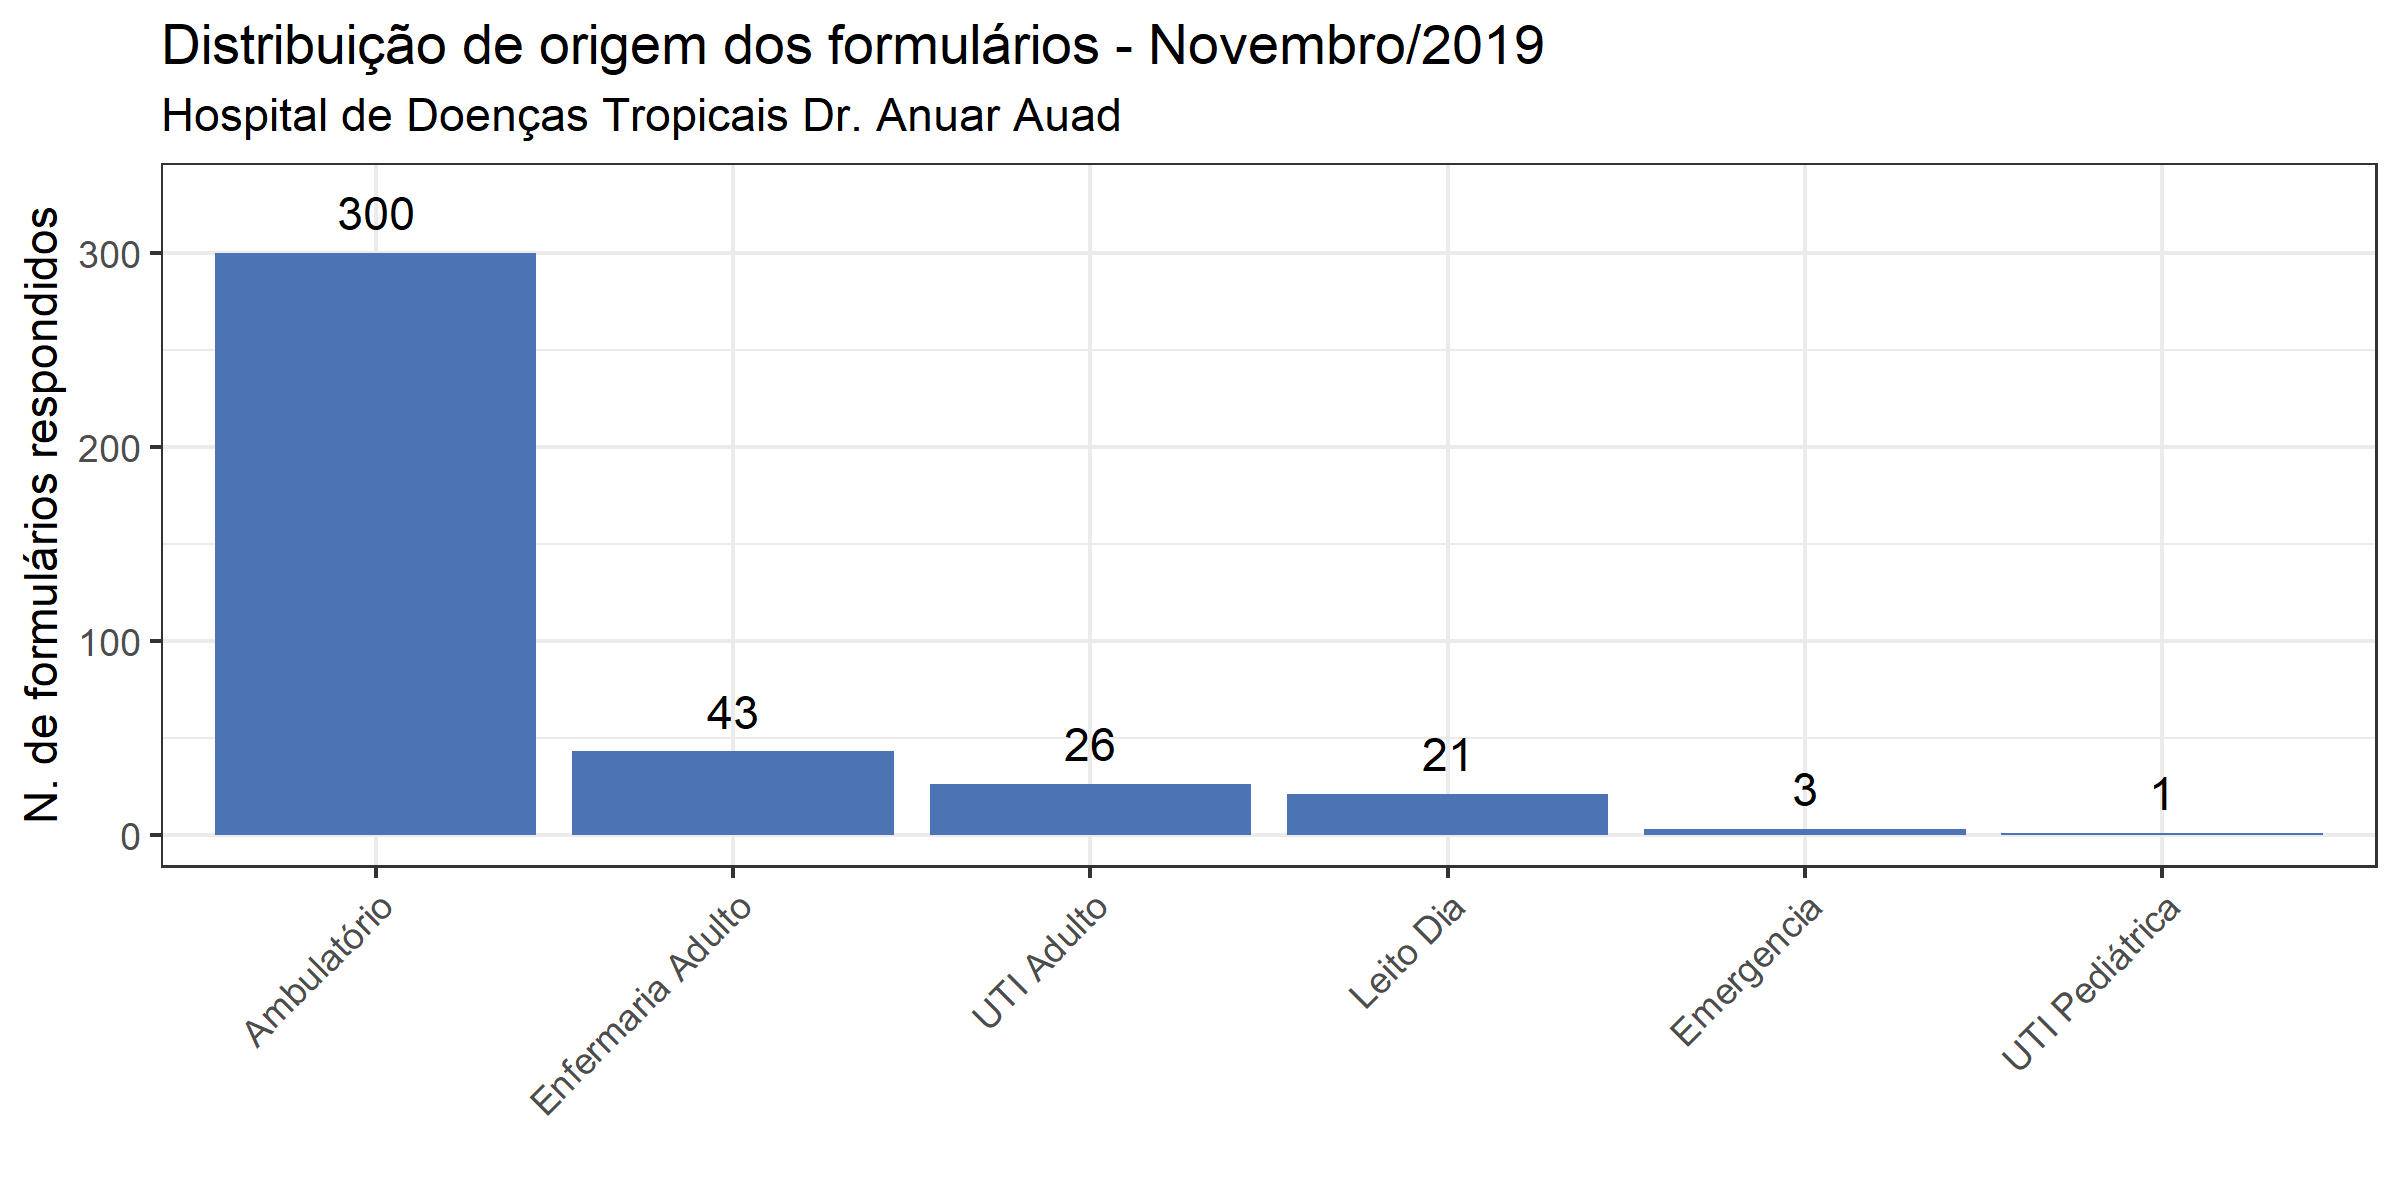 Distribuição de origem dos formulários - Novembro/2019
Hospital de Doenças Tropicais Dr. Anuar Auad
N. de formulários respondidos
300
200
100
0
300
43
26
21
3
1
Ambulatório
Enfermaria Adulto
UTI Adulto
Leito Dia
Emergencia
UTI Pediátrica